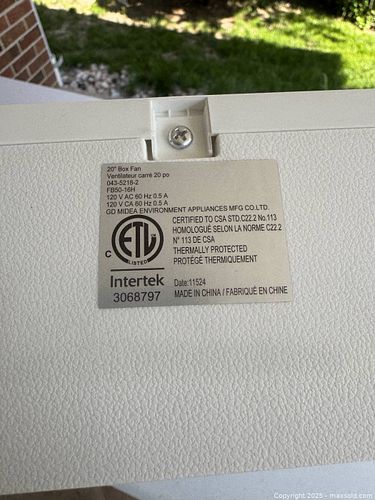 20" Box Fan
Ventilateur carré 20 po
043-5216-2
FB50-16H
120 V AC 60 Hz 0.5 A
120 V CA 60 Hz 0.5 A
GD MIDEA ENVIRONMENT APPLIANCES MFG CO.LTD.
CERTIFIED TO CSA STD.C22.2 No.113
HOMOLOGUÉ SELON LA NORME C22.2
N° 113 DE CSA
THERMALLY PROTECTED
PROTÉGÉ THERMIQUEMENT
C
ETL
LISTED
Intertek
3068797
Date:11524
MADE IN CHINA / FABRIQUÉ EN CHINE
Copyright 2025 - maxsold.com